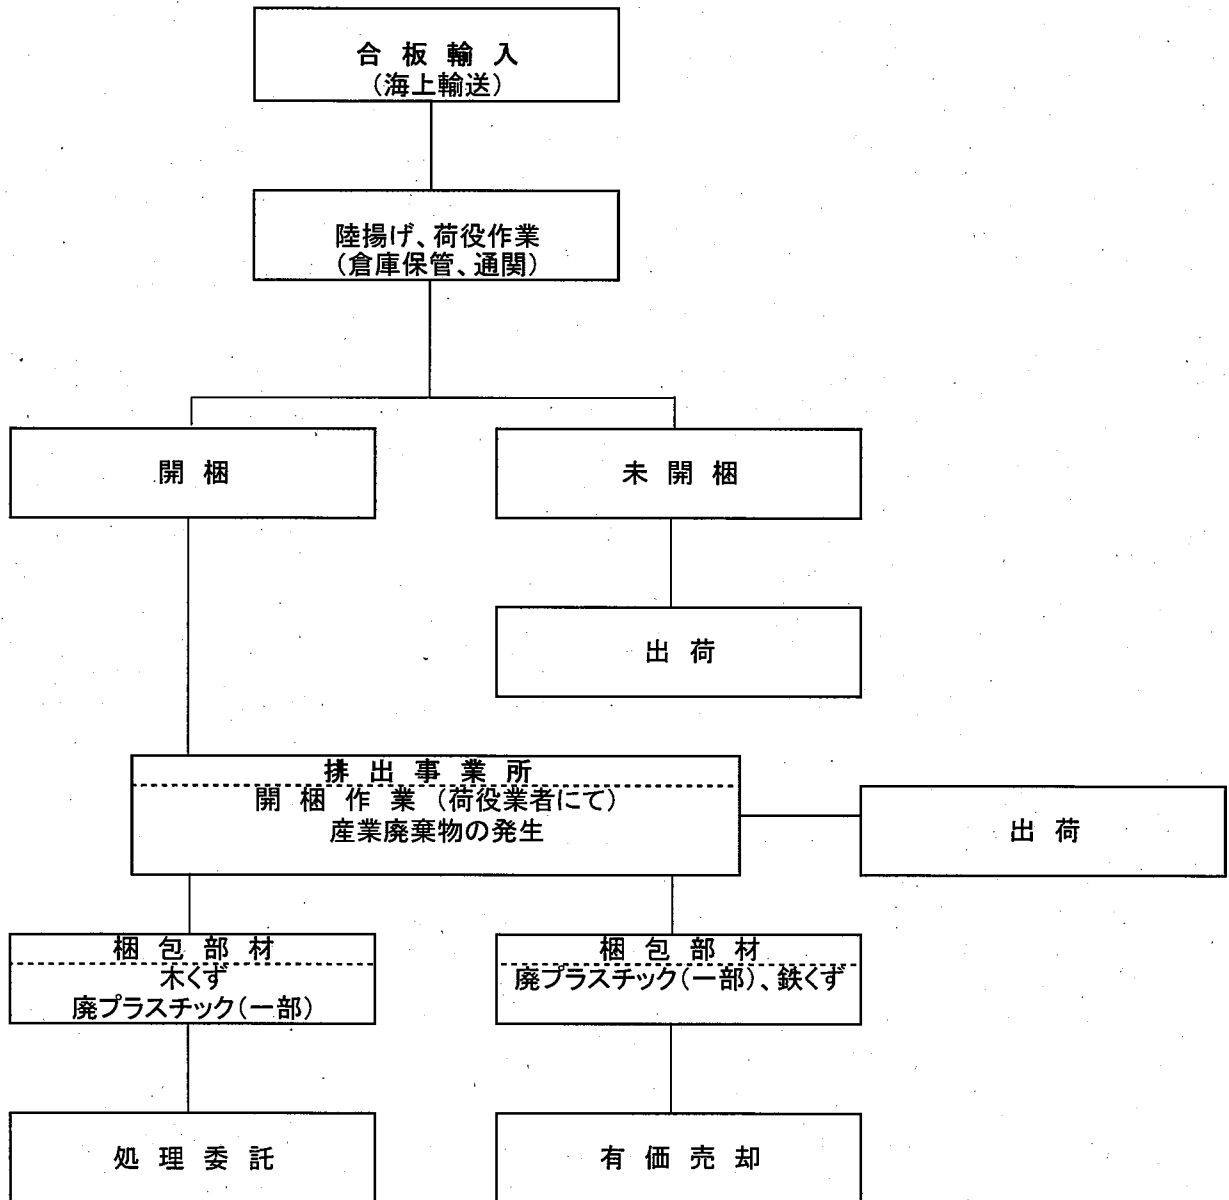 合 板 輸 入
(海上輸送)
陸揚げ、荷役作業
(倉庫保管、通関)
開 梱
未 開 梱
出 荷
排 出 事 業 所
開 梱 作 業 (荷役業者にて)
産業廃棄物の発生
出 荷
梱 包 部 材
木くず
廃プラスチック(一部)
梱 包 部 材
廃プラスチック(一部)、鉄くず
処 理 委 託
有 価 売 却